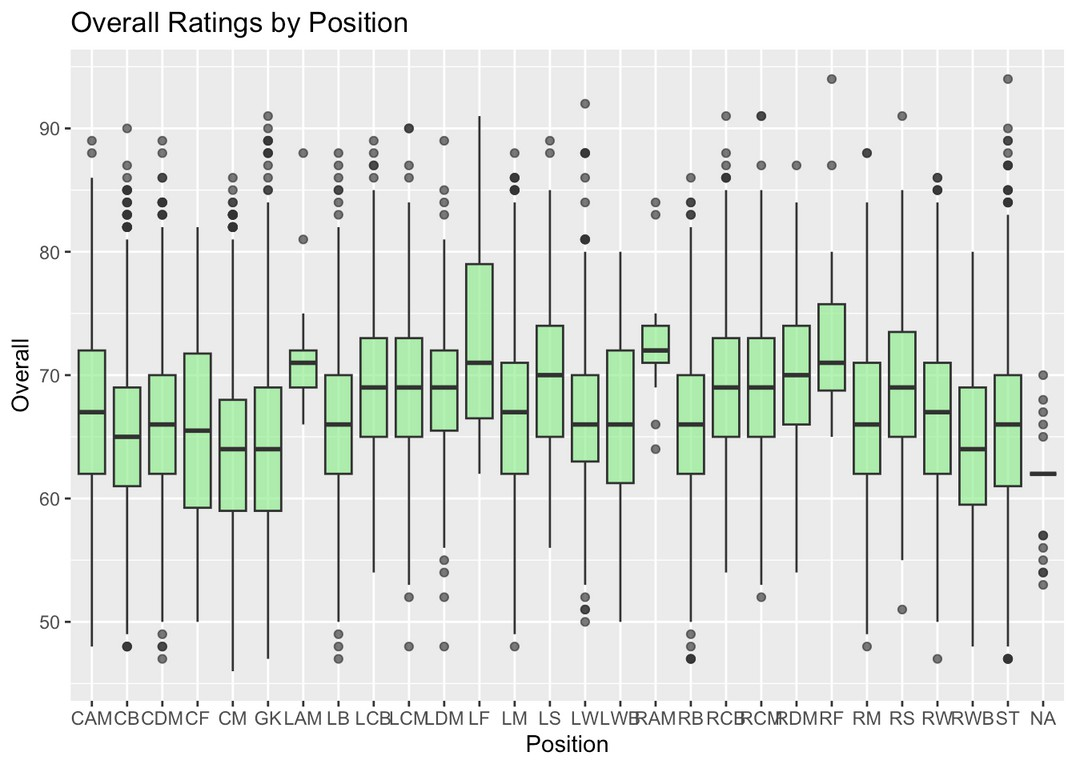 Overall Ratings by Position
90
80
70
60
50
Overall
CAM CB CDM CF CM GK LAM LB LCB LCM LDM LF LM LS LW LWB RAM RB RCB RCM RDM RF RM RS RW RWB ST NA
Position